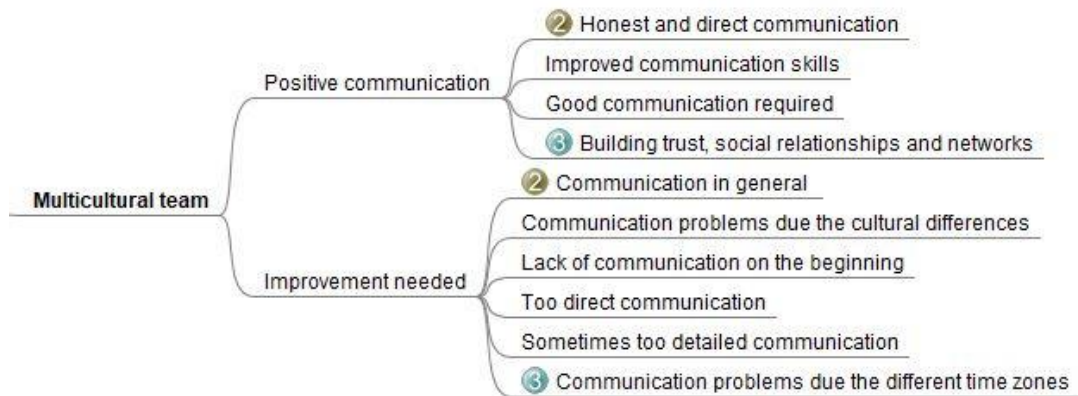 Multicultural team
Positive communication
2 Honest and direct communication
Improved communication skills
Good communication required
3 Building trust, social relationships and networks
Improvement needed
2 Communication in general
Communication problems due the cultural differences
Lack of communication on the beginning
Too direct communication
Sometimes too detailed communication
3 Communication problems due the different time zones